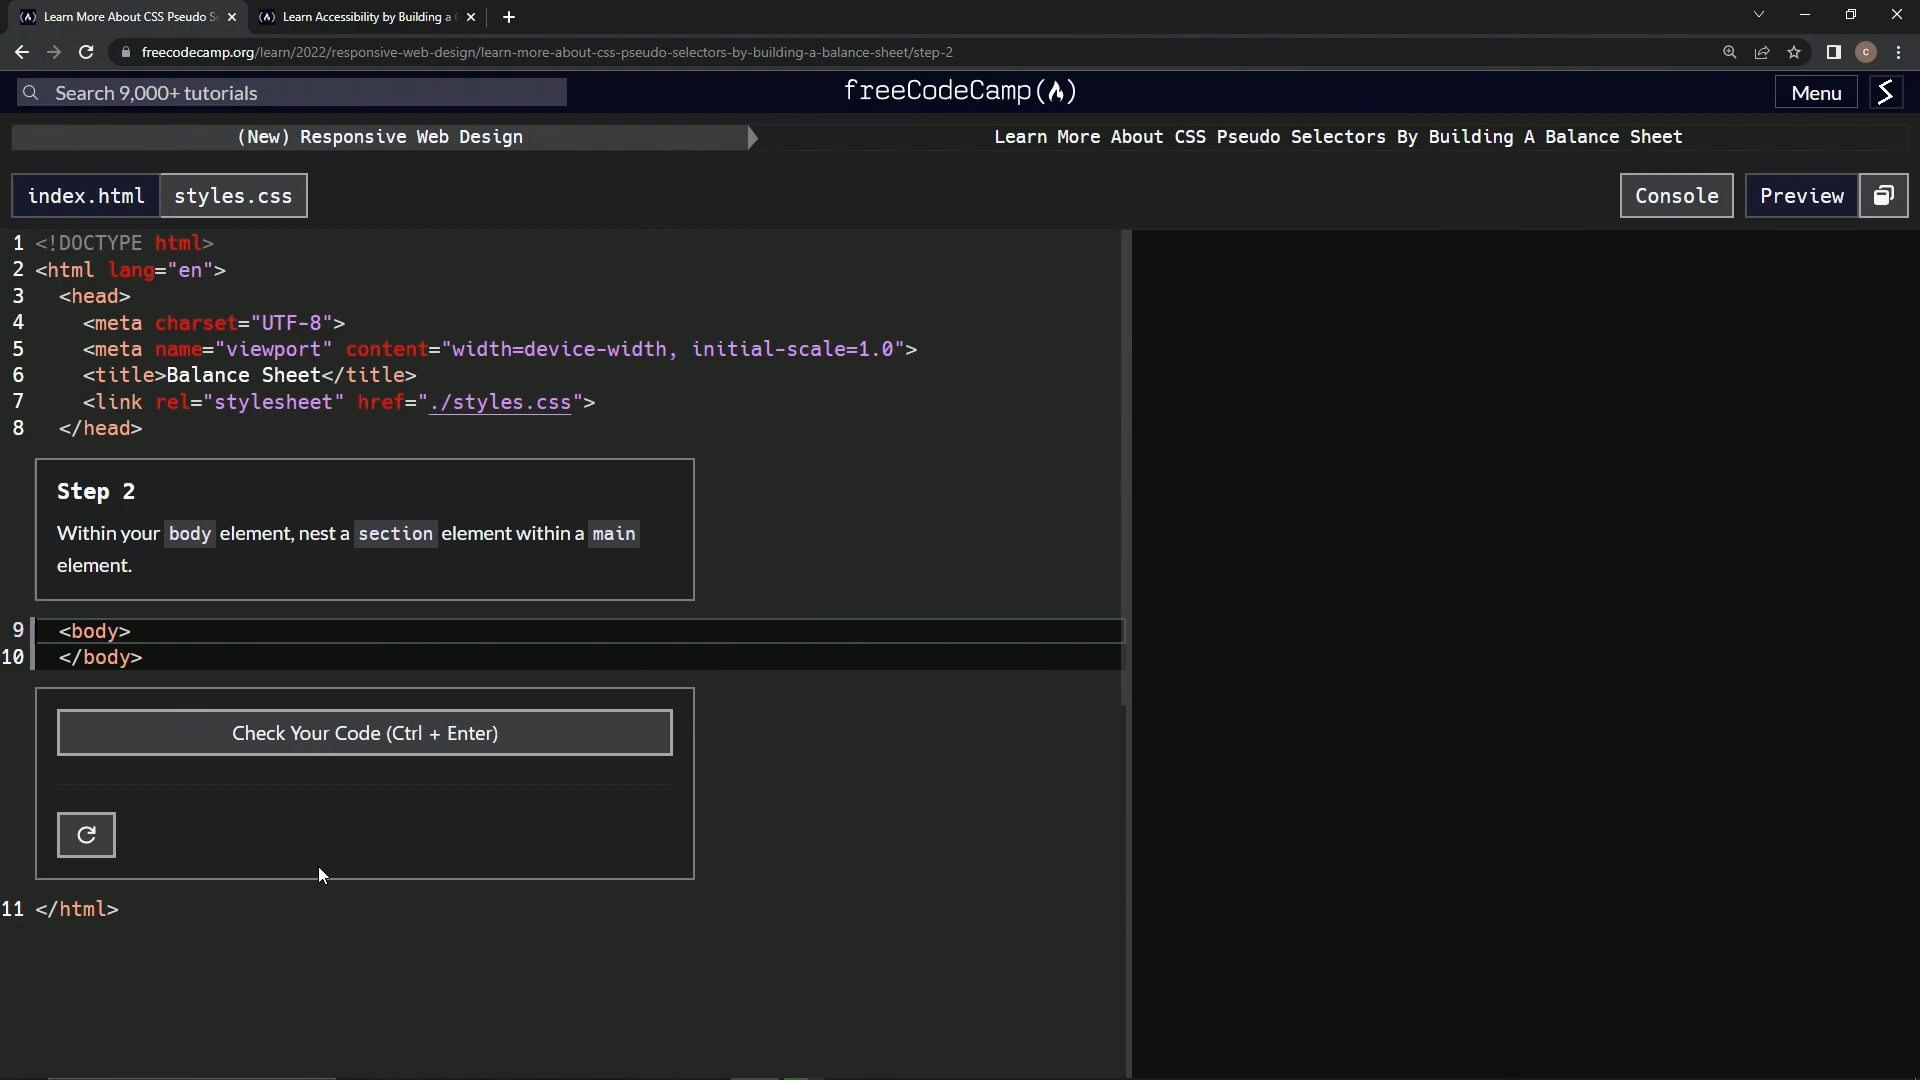 Learn More About CSS Pseudo S
Learn Accessibility by Building a
freecodecamp.org/learn/2022/responsive-web-design/learn-more-about-css-pseudo-selectors-by-building-a-balance-sheet/step-2
c
Search 9,000+ tutorials
freeCodeCamp
Menu
(New) Responsive Web Design
Learn More About CSS Pseudo Selectors By Building A Balance Sheet
index.html
styles.css
Console
Preview
1 <!DOCTYPE html>
2 <html lang="en">
3 <head>
4 <meta charset="UTF-8">
5 <meta name="viewport" content="width=device-width, initial-scale=1.0">
6 <title>Balance Sheet</title>
7 <link rel="stylesheet" href="./styles.css">
8 </head>
Step 2
Within your body element, nest a section element within a main
element.
9 <body>
10 </body>
Check Your Code (Ctrl + Enter)
11 </html>